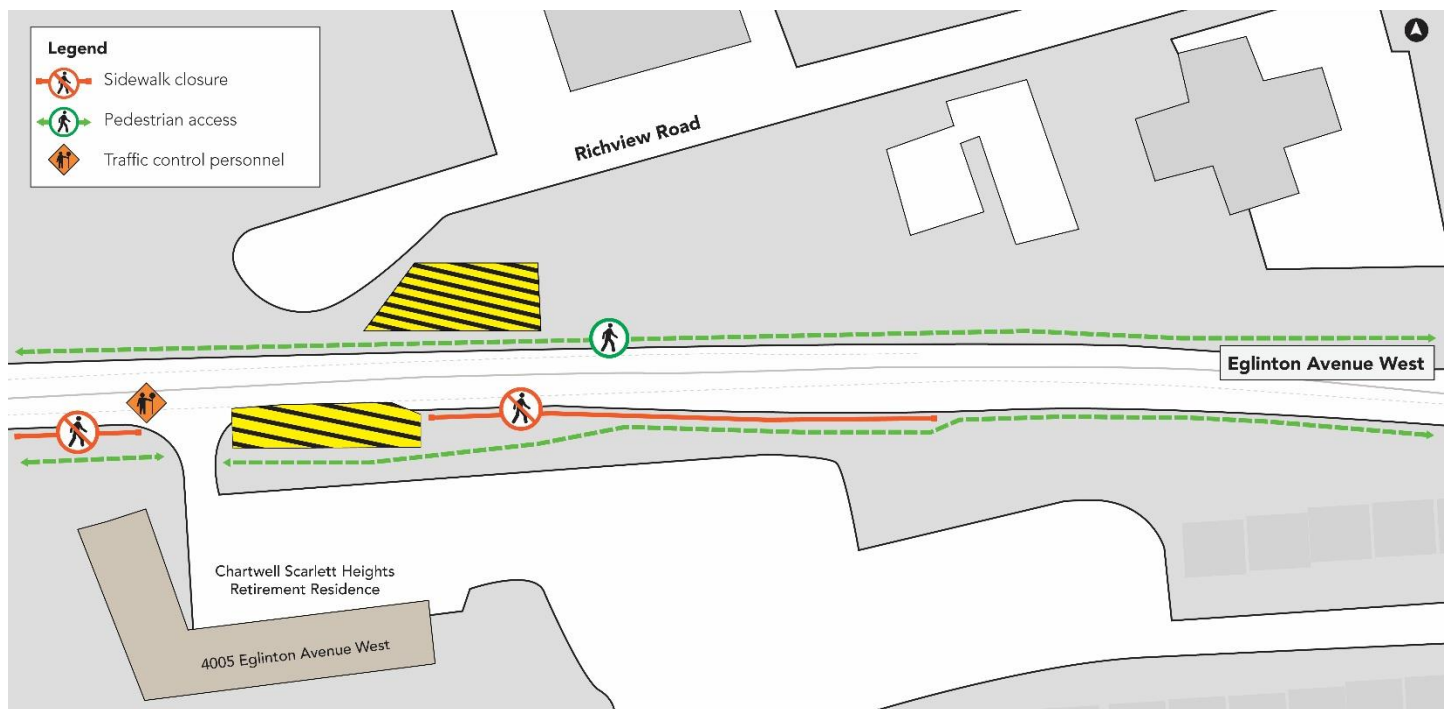 Legend
Sidewalk closure
Pedestrian access
Traffic control personnel
Richview Road
Eglinton Avenue West
Chartwell Scarlett Heights
Retirement Residence
4005 Eglinton Avenue West